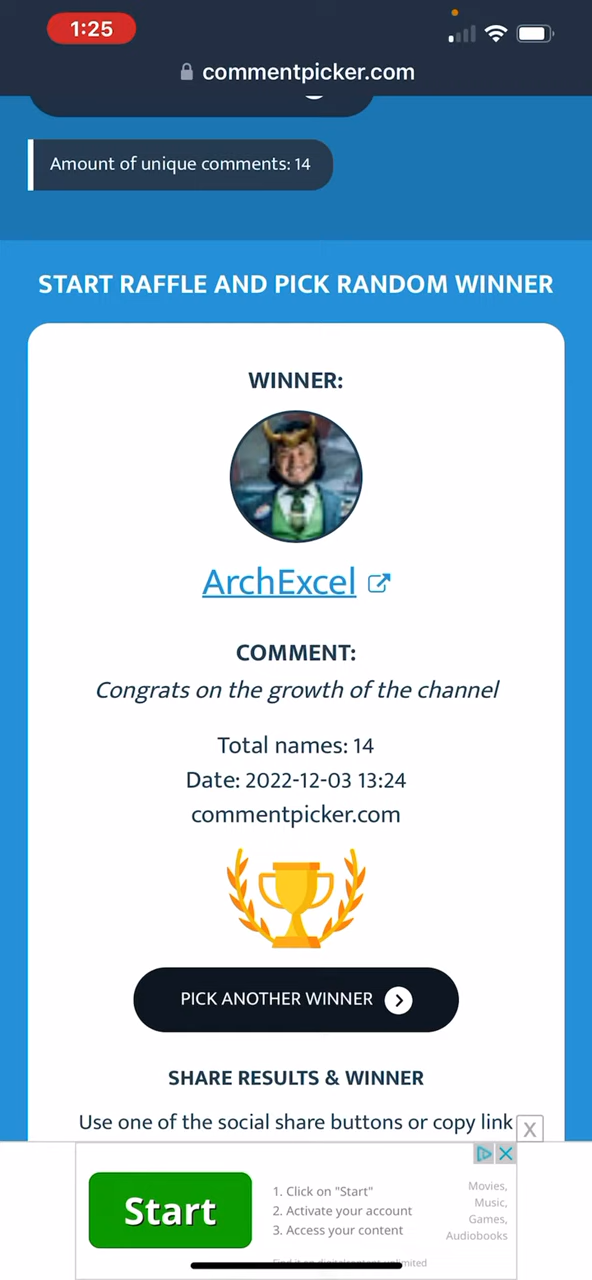 1:25
commentpicker.com
Amount of unique comments: 14
START RAFFLE AND PICK RANDOM WINNER
WINNER:
ArchExcel
COMMENT:
Congrats on the growth of the channel
Total names: 14
Date: 2022-12-03 13:24
commentpicker.com
PICK ANOTHER WINNER
SHARE RESULTS & WINNER
Use one of the social share buttons or copy link
X
Start
1. Click on "Start"
2. Activate your account
3. Access your content
Movies,
Music,
Games,
Audiobooks